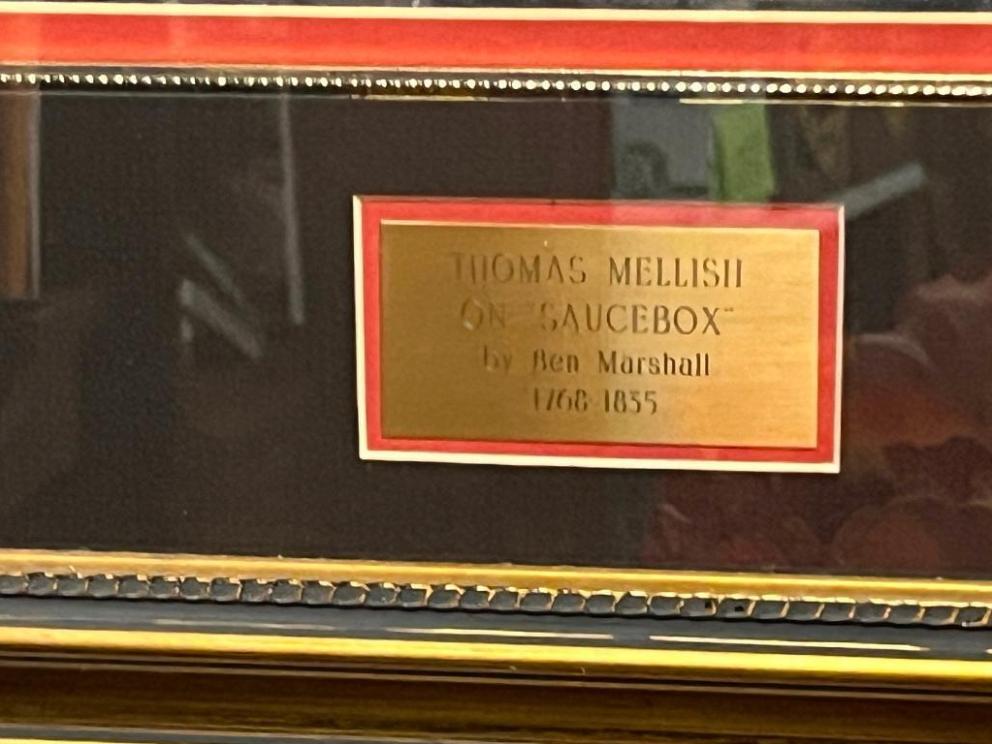 THOMAS MELLISH
ON "SAUCEBOX"
by Ben Marshall
1768-1835